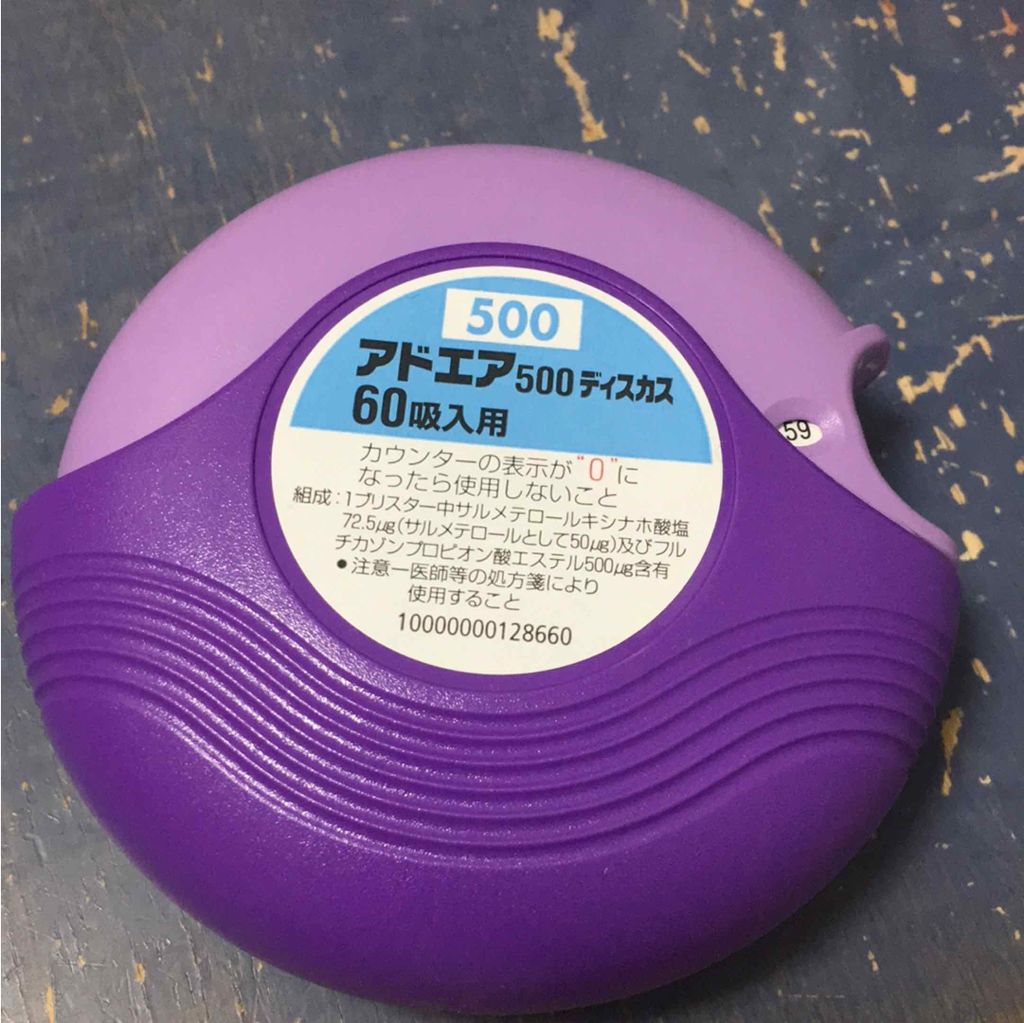 500
アドエア500ディスカス
60吸入用
カウンターの表示が"0"に
なったら使用しないこと
組成:1ブリスター中サルメテロールキシナホ酸塩
72.5μg(サルメテロールとして50μg)及びフル
チカゾンプロピオン酸エステル500μg含有
●注意ー医師等の処方箋により
使用すること
10000000128660
59